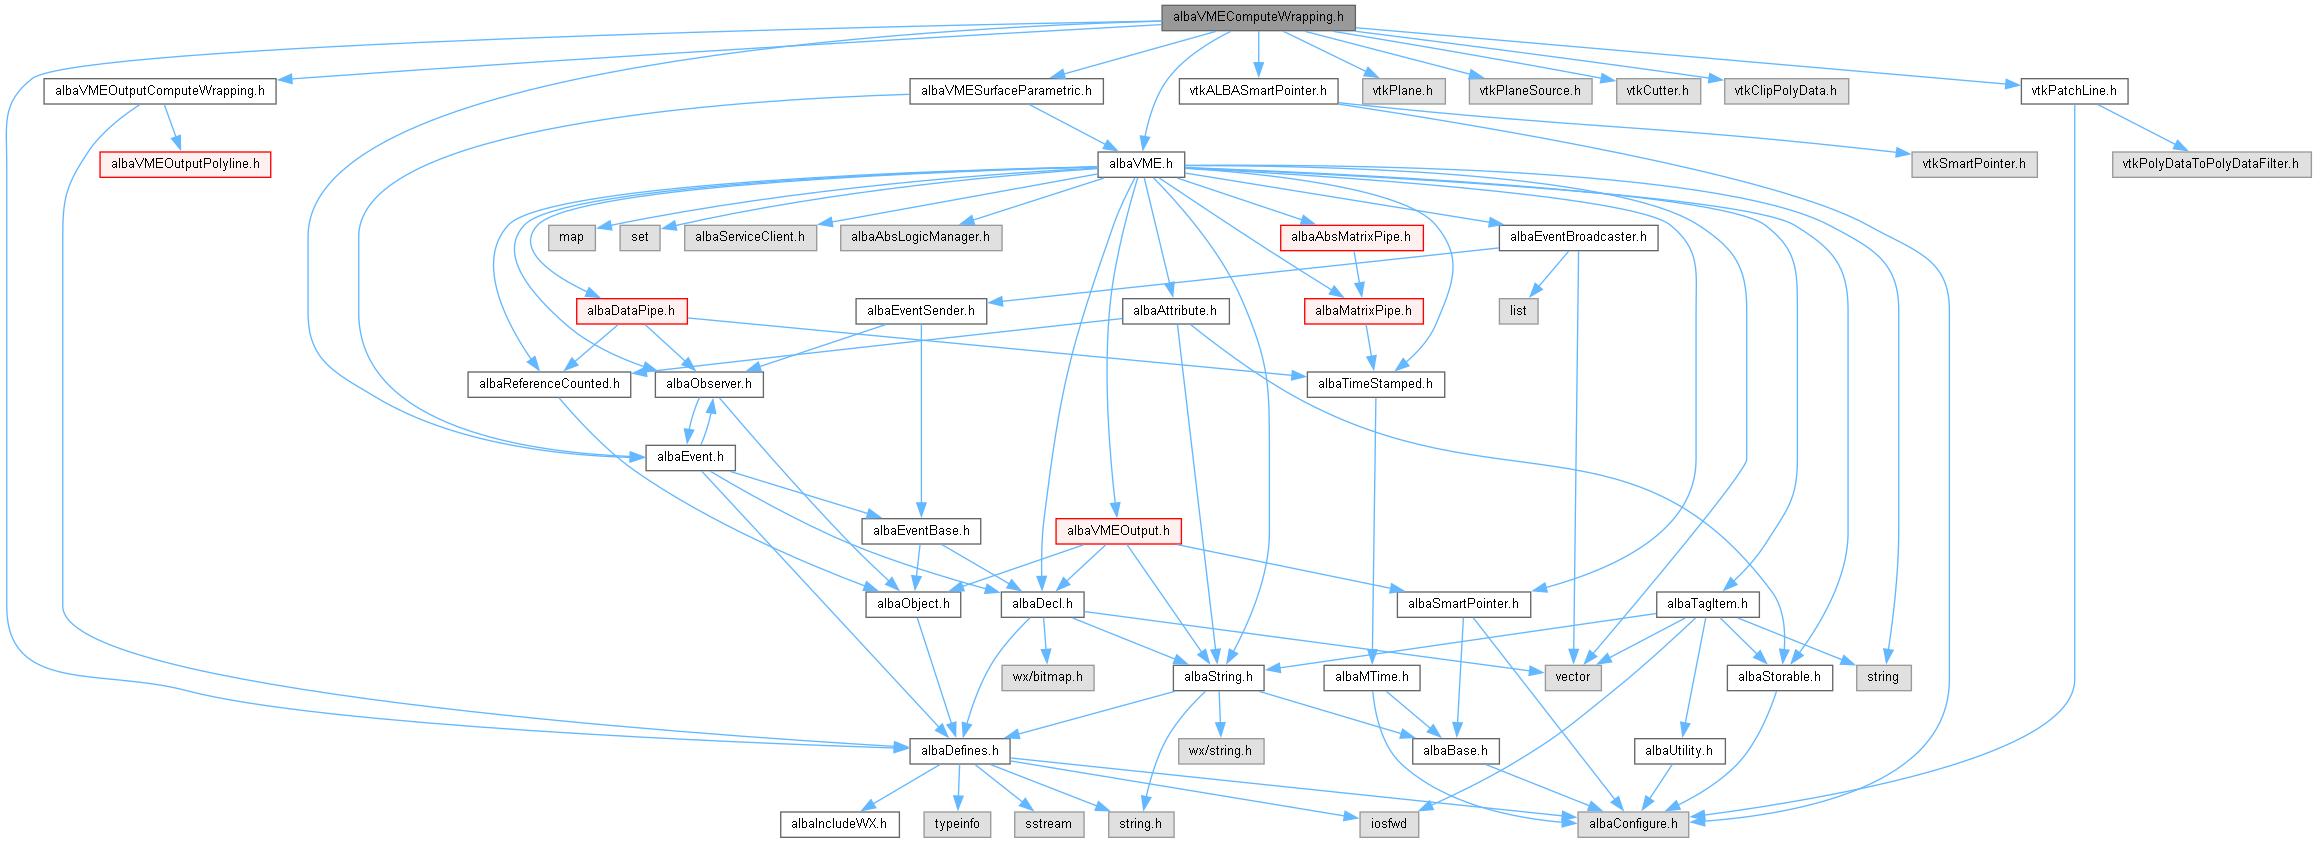 albaVMEComputeWrapping.h
albaVMEOutputComputeWrapping.h
albaVMESurfaceParametric.h
vtkALBASmartPointer.h
vtkPlane.h
vtkPlaneSource.h
vtkCutter.h
vtkClipPolyData.h
vtkPatchLine.h
albaVMEOutputPolyline.h
albaVME.h
vtkSmartPointer.h
vtkPolyDataToPolyDataFilter.h
map
set
albaServiceClient.h
albaAbsLogicManager.h
albaAbsMatrixPipe.h
albaEventBroadcaster.h
albaDataPipe.h
albaEventSender.h
albaAttribute.h
albaMatrixPipe.h
list
albaReferenceCounted.h
albaObserver.h
albaTimeStamped.h
albaEvent.h
albaEventBase.h
albaVMEOutput.h
albaObject.h
albaDecl.h
albaSmartPointer.h
albaTagItem.h
wx/bitmap.h
albaString.h
albaMTime.h
vector
albaStorable.h
string
albaDefines.h
wx/string.h
albaBase.h
albaUtility.h
albaIncludeWX.h
typeinfo
sstream
string.h
iosfwd
albaConfigure.h